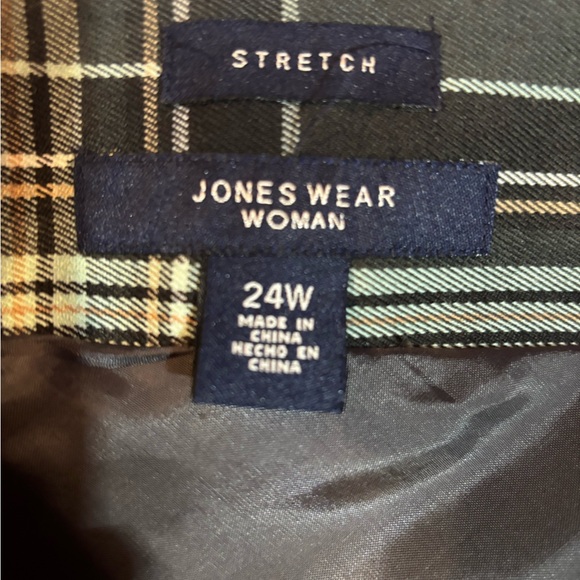 STRETCH
JONES WEAR
WOMAN
24W
MADE IN
CHINA
HECHO EN
CHINA